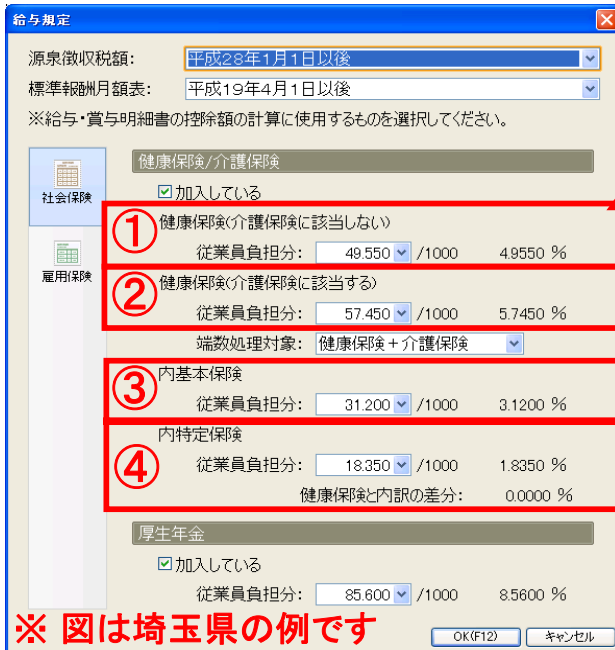 給与規定
源泉徴収税額: 平成28年1月1日以後
標準報酬月額表: 平成19年4月1日以後
※給与・賞与明細書の控除額の計算に使用するものを選択してください。
社会保険
雇用保険
健康保険/介護保険
加入している
① 健康保険(介護保険に該当しない)
従業員負担分: 49.550 /1000 4.9550 %
② 健康保険(介護保険に該当する)
従業員負担分: 57.450 /1000 5.7450 %
端数処理対象: 健康保険+介護保険
③ 内基本保険
従業員負担分: 31.200 /1000 3.1200 %
④ 内特定保険
従業員負担分: 18.350 /1000 1.8350 %
健康保険と内訳の差分: 0.0000 %
厚生年金
加入している
従業員負担分: 85.600 /1000 8.5600 %
※ 図は埼玉県の例です
OK(F12) キャンセル